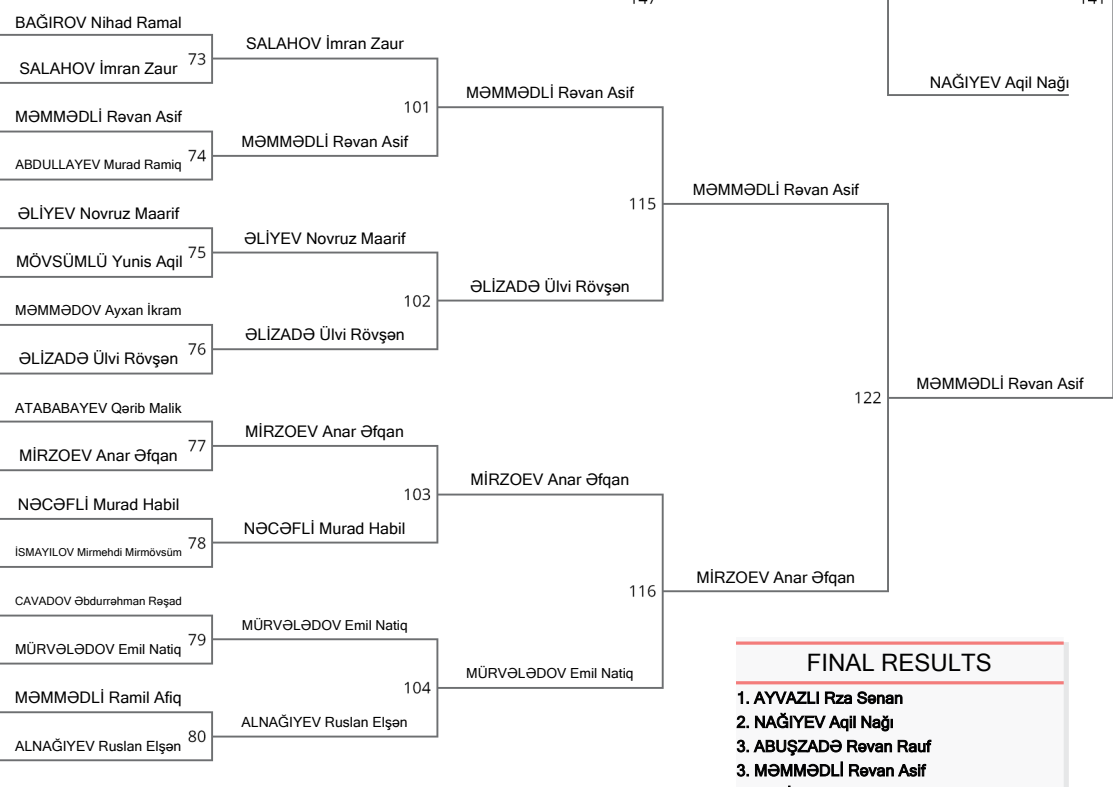 BAĞIROV Nihad Ramal
SALAHOV İmran Zaur
73
SALAHOV İmran Zaur
MƏMMƏDLİ Rəvan Asif
ABDULLAYEV Murad Ramiq
74
MƏMMƏDLİ Rəvan Asif
101
MƏMMƏDLİ Rəvan Asif
NAĞIYEV Aqil Nağı
ƏLİYEV Novruz Maarif
MÖVSÜMLÜ Yunis Aqil
75
ƏLİYEV Novruz Maarif
115
MƏMMƏDLİ Rəvan Asif
MƏMMƏDOV Ayxan İkram
ƏLİZADƏ Ülvi Rövşən
76
ƏLİZADƏ Ülvi Rövşən
102
ƏLİZADƏ Ülvi Rövşən
122
MƏMMƏDLİ Rəvan Asif
ATABABAYEV Qərib Malik
MİRZOEV Anar Əfqan
77
MİRZOEV Anar Əfqan
NƏCƏFLİ Murad Habil
İSMAYILOV Mirmehdi Mirmövsüm
78
NƏCƏFLİ Murad Habil
103
MİRZOEV Anar Əfqan
CAVADOV Əbdurrəhman Rəşad
MÜRVƏLƏDOV Emil Natiq
79
MÜRVƏLƏDOV Emil Natiq
116
MİRZOEV Anar Əfqan
MƏMMƏDLİ Ramil Afiq
ALNAĞIYEV Ruslan Elşən
80
ALNAĞIYEV Ruslan Elşən
104
MÜRVƏLƏDOV Emil Natiq
FINAL RESULTS
1. AYVAZLI Rza Sənan
2. NAĞIYEV Aqil Nağı
3. ABUŞZADƏ Rəvan Rauf
3. MƏMMƏDLİ Rəvan Asif